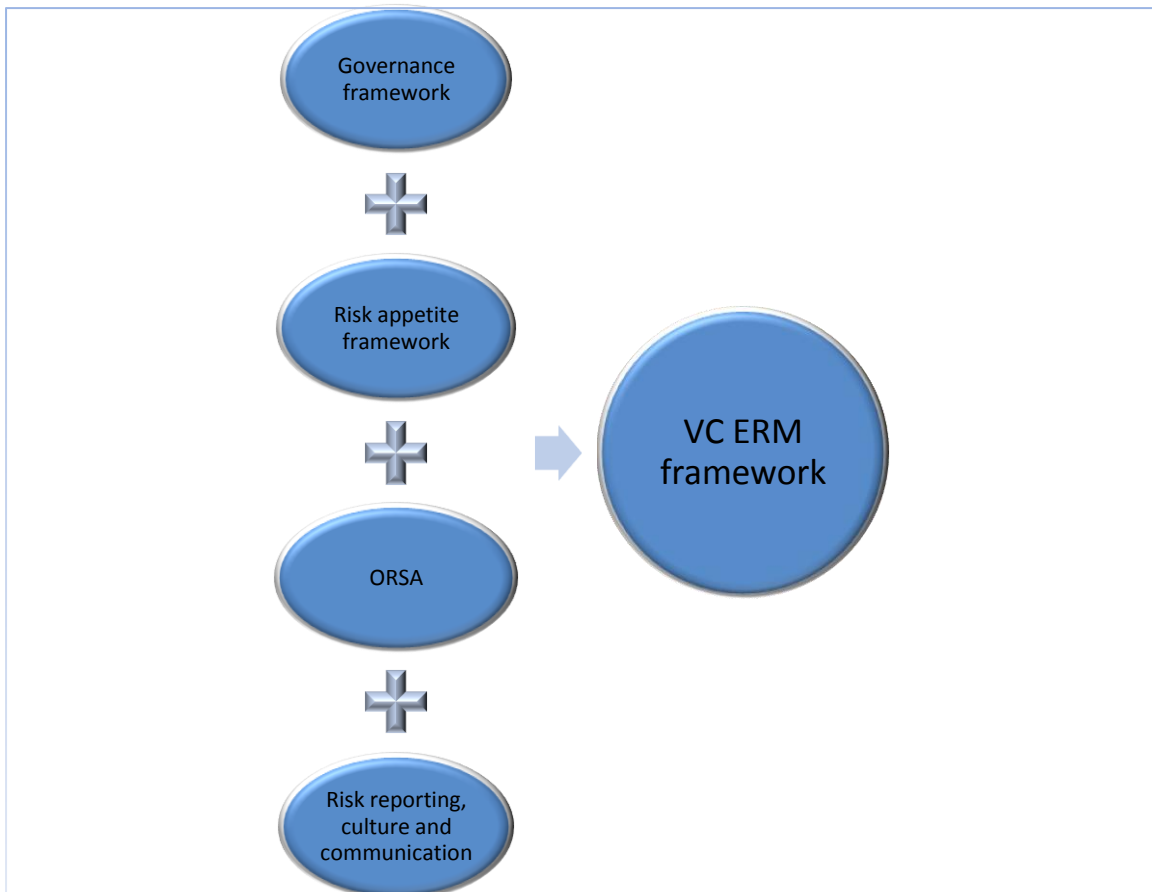 Governance
framework
Risk appetite
framework
VC ERM
framework
ORSA
Risk reporting,
culture and
communication